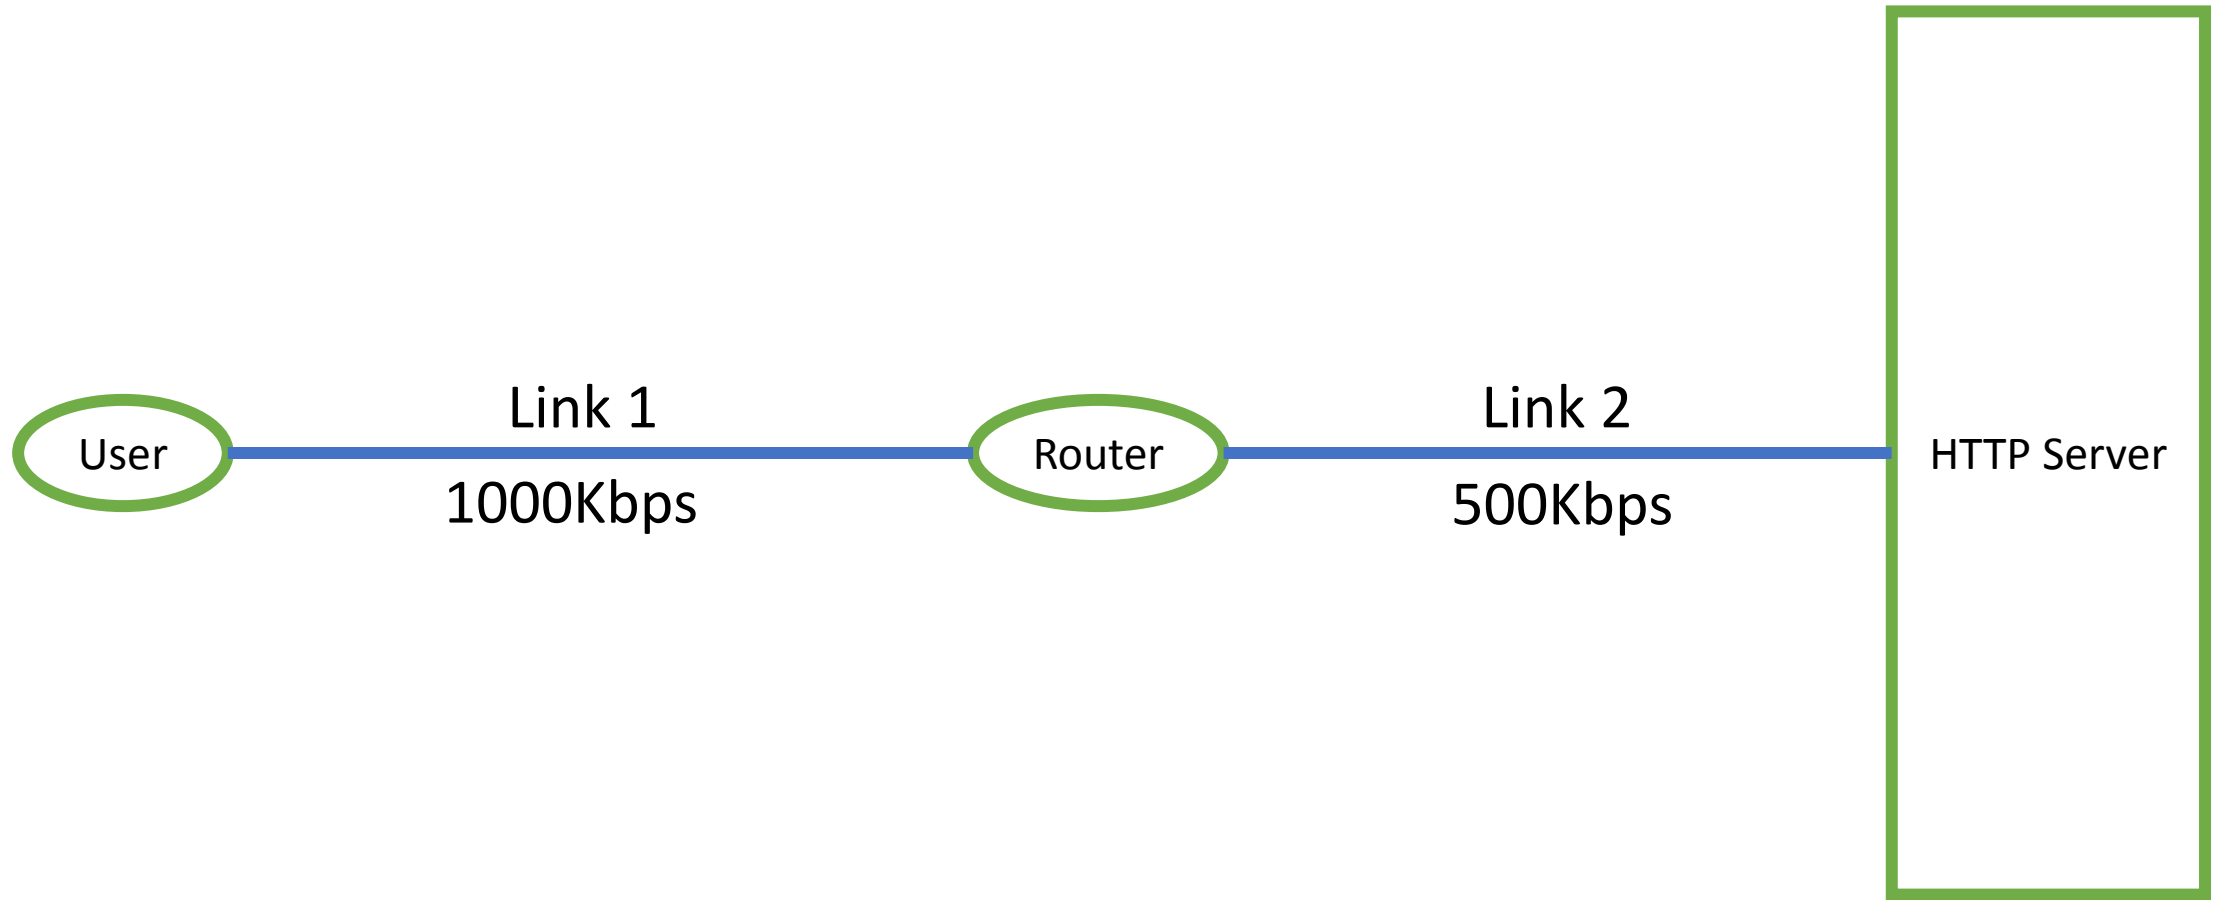 Link 1
Link 2
User
Router
HTTP Server
1000Kbps
500Kbps